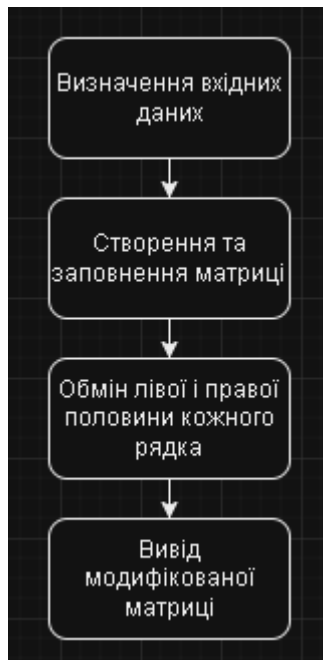 Визначення вхідних
даних
Створення та
заповнення матриці
Обмін лівої і правої
половини кожного
рядка
Вивід
модифікованої
матриці